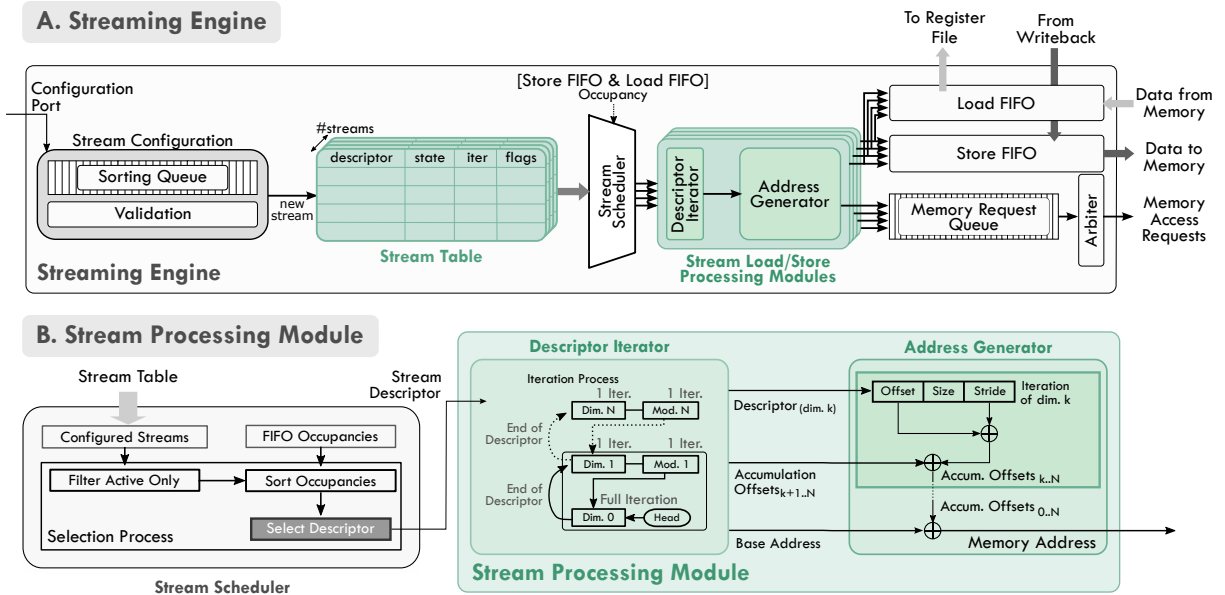 A. Streaming Engine
To Register
File
From
Writeback
Configuration
Port
[Store FIFO & Load FIFO]
Occupancy
Load FIFO
Data from
Memory
Stream Configuration
Sorting Queue
Validation
new
stream
#streams
descriptor state iter flags
Stream Table
Stream
Scheduler
Descriptor
Iterator
Address
Generator
Stream Load/Store
Processing Modules
Store FIFO
Data to
Memory
Memory Request
Queue
Arbiter
Memory
Access
Requests
Streaming Engine
B. Stream Processing Module
Stream Table
Configured Streams
FIFO Occupancies
Filter Active Only
Sort Occupancies
Select Descriptor
Selection Process
Stream Scheduler
Stream
Descriptor
Descriptor Iterator
Iteration Process
1 Iter. 1 Iter.
Dim. N Mod. N
End of
Descriptor
1 Iter. 1 Iter.
Dim. 1 Mod. 1
End of
Descriptor
Full Iteration
Dim. 0 Head
Descriptor (dim. k)
Accumulation
Offsets k+1..N
Base Address
Address Generator
Offset Size Stride
Iteration
of dim. k
Accum. Offsets k..N
Accum. Offsets 0..N
Memory Address
Stream Processing Module